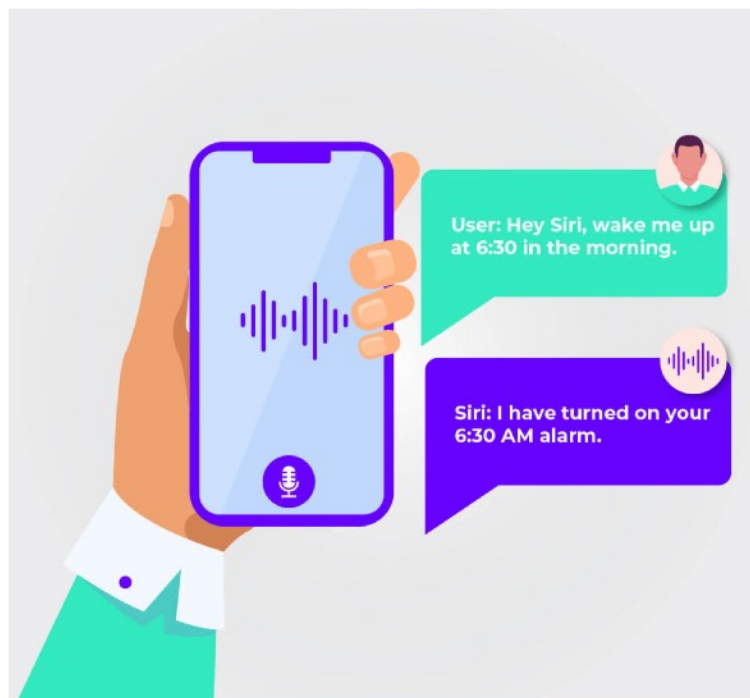 User: Hey Siri, wake me up
at 6:30 in the morning.
Siri: I have turned on your
6:30 AM alarm.